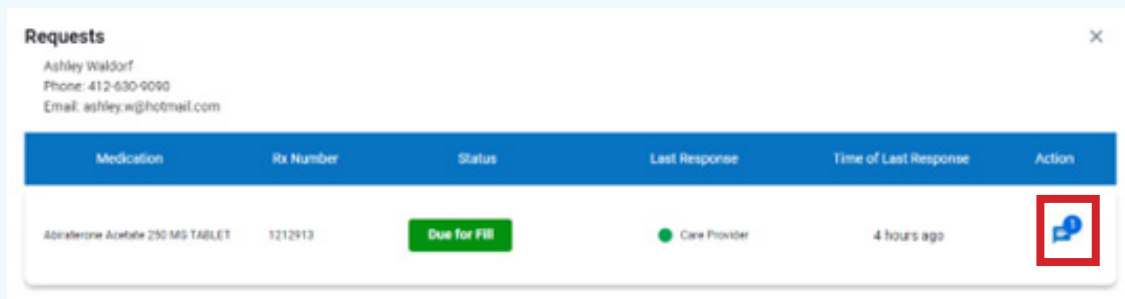 Requests
Ashley Waldorf
Phone: 412-630-9090
Email: ashley.w@hotmail.com
Medication Rx Number Status Last Response Time of Last Response Action
Abiraterone Acetate 250 MG TABLET 1212913 Due for Fill Care Provider 4 hours ago 1